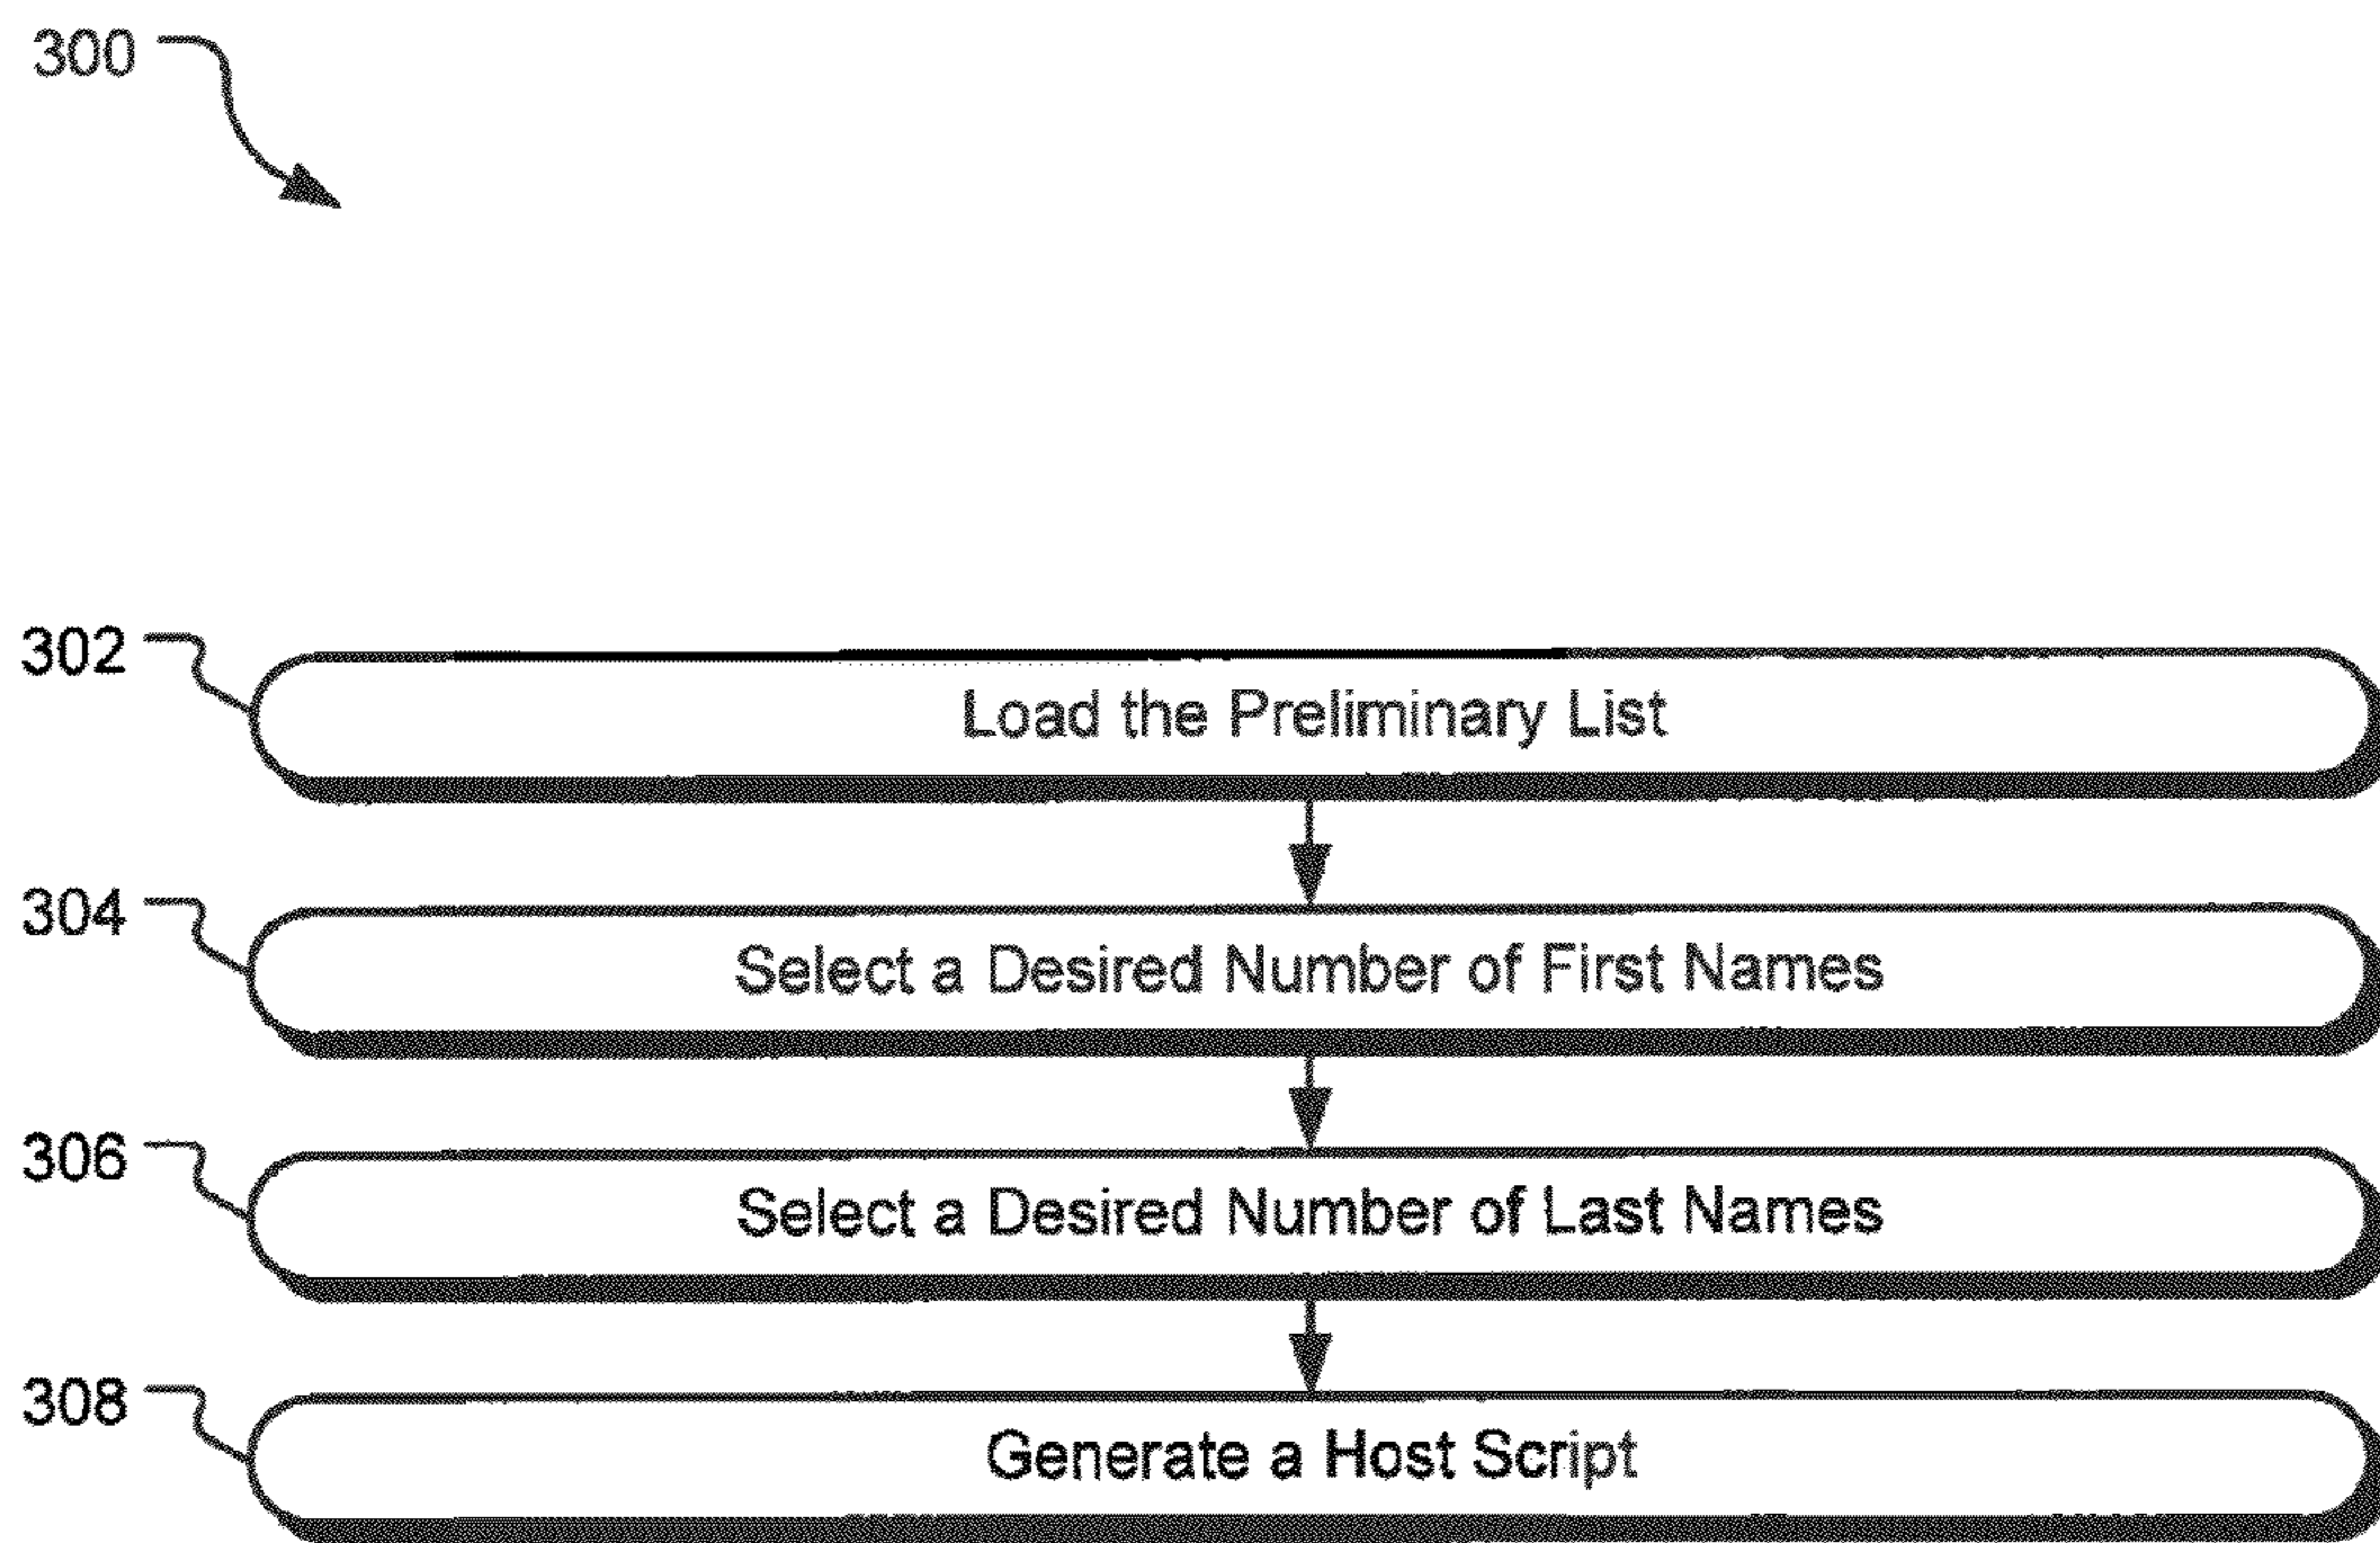 300
302
Load the Preliminary List
304
Select a Desired Number of First Names
306
Select a Desired Number of Last Names
308
Generate a Host Script